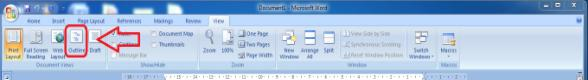 Document1 - Microsoft Word
Home Insert Page Layout References Mailings Review View
Print Layout Full Screen Reading Web Layout Outline Draft
Document Views
Document Map
Thumbnails
Message Bar
Show/Hide
Zoom 100% One Page
Two Pages
Page Width
Zoom
New Window Arrange All Split
View Side by Side
Synchronous Scrolling
Reset Window Position
Switch Windows
Window
Macros
Macros